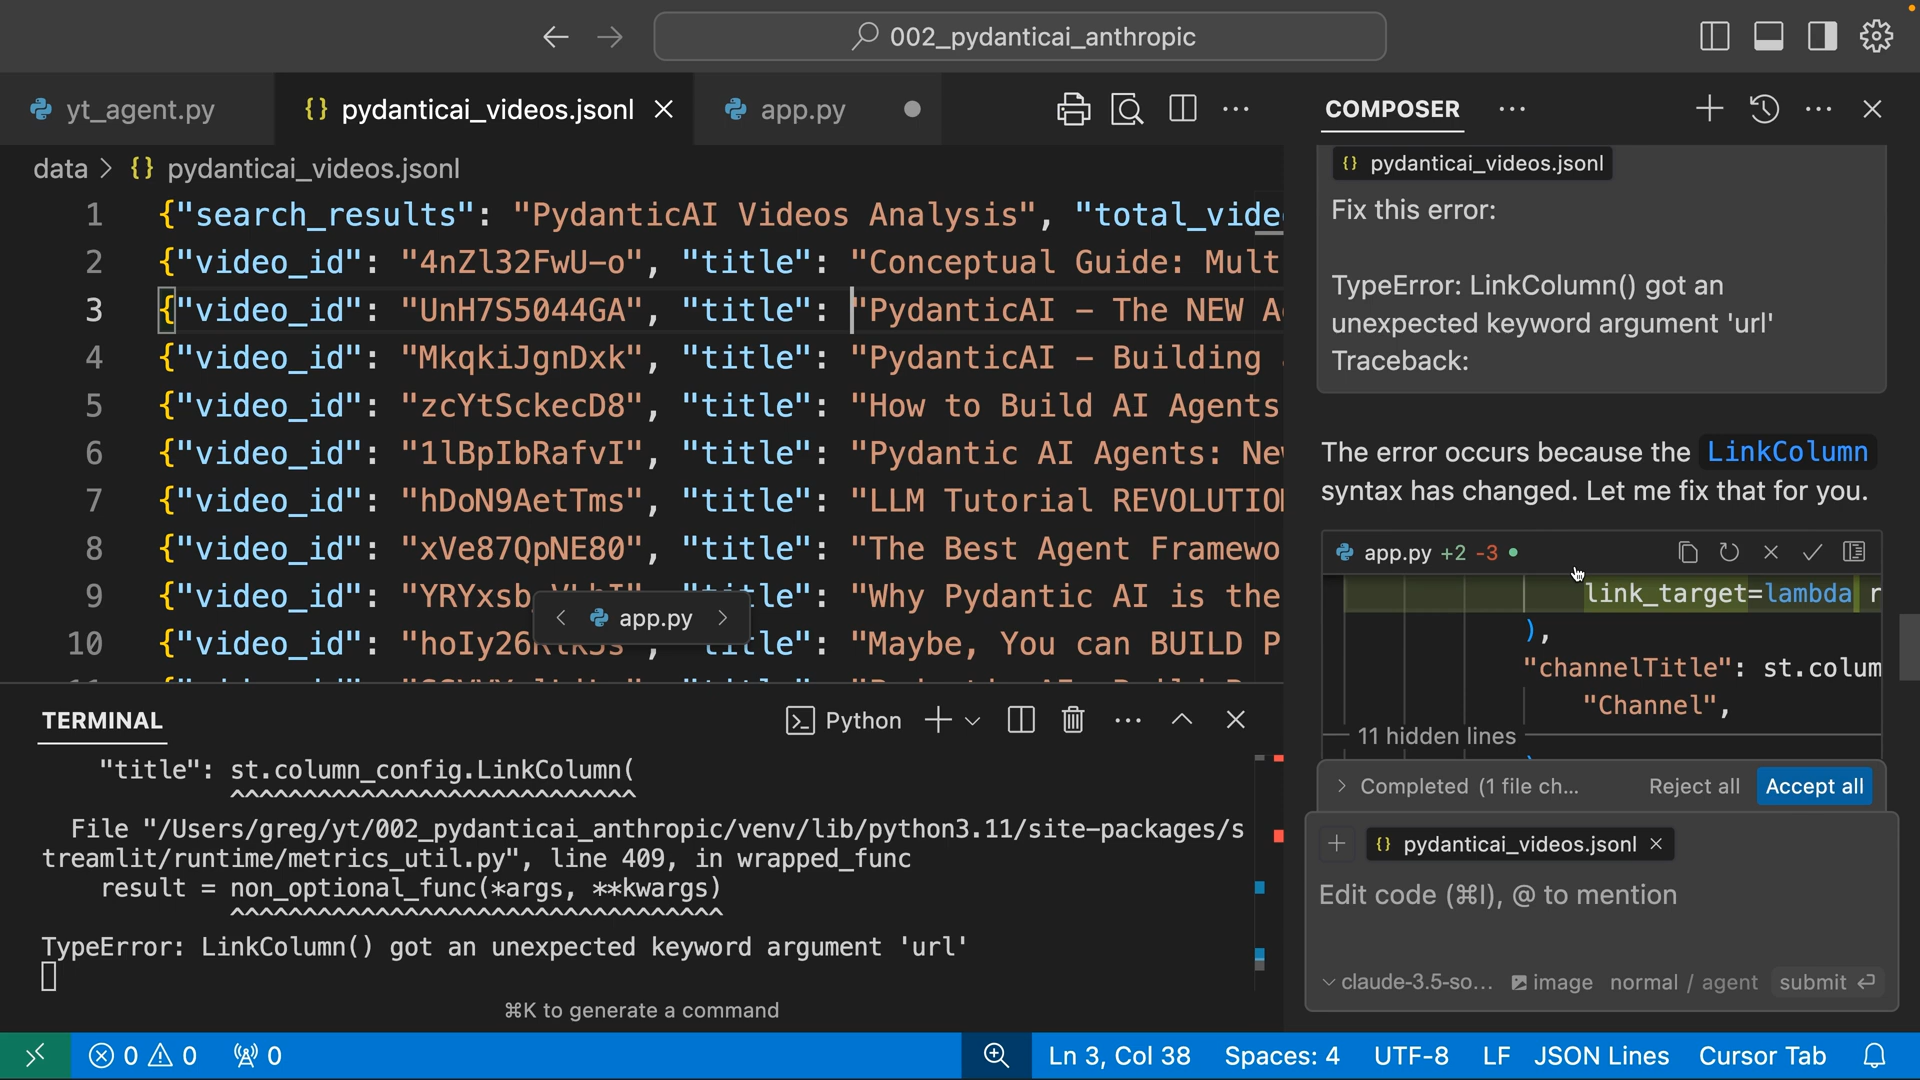 002_pydanticai_anthropic
yt_agent.py
{} pydanticai_videos.jsonl
app.py
data > {} pydanticai_videos.jsonl
1 {"search_results": "PydanticAI Videos Analysis", "total_vide
2 {"video_id": "4nZl32FwU-o", "title": "Conceptual Guide: Mult
3 {"video_id": "UnH7S5044GA", "title": "PydanticAI – The NEW A
4 {"video_id": "MkqkiJgnDxk", "title": "PydanticAI – Building
5 {"video_id": "zcYtSckecD8", "title": "How to Build AI Agents
6 {"video_id": "1lBpIbRafvI", "title": "Pydantic AI Agents: Ne
7 {"video_id": "hDoN9AetTms", "title": "LLM Tutorial REVOLUTIO
8 {"video_id": "xVe87QpNE80", "title": "The Best Agent Framewo
9 {"video_id": "YRYxsb "Why Pydantic AI is the
10 {"video_id": "hoIy26 "Maybe, You can BUILD P
< app.py >
TERMINAL
Python
"title": st.column_config.LinkColumn(
^^^^^^^^^^^^^^^^^^^^^^^^^^^
File "/Users/greg/yt/002_pydanticai_anthropic/venv/lib/python3.11/site-packages/s
treamlit/runtime/metrics_util.py", line 409, in wrapped_func
result = non_optional_func(*args, **kwargs)
^^^^^^^^^^^^^^^^^^^^^^^^^^^^^^^^^
TypeError: LinkColumn() got an unexpected keyword argument 'url'
⌘K to generate a command
COMPOSER
{} pydanticai_videos.jsonl
Fix this error:
TypeError: LinkColumn() got an
unexpected keyword argument 'url'
Traceback:
The error occurs because the LinkColumn
syntax has changed. Let me fix that for you.
app.py +2 -3
link_target=lambda r
),
"channelTitle": st.colum
"Channel",
11 hidden lines
Completed (1 file ch...
Reject all
Accept all
{} pydanticai_videos.jsonl
Edit code (⌘I), @ to mention
claude-3.5-so... image normal / agent submit
0 0 0
Ln 3, Col 38
Spaces: 4
UTF-8
LF
JSON Lines
Cursor Tab